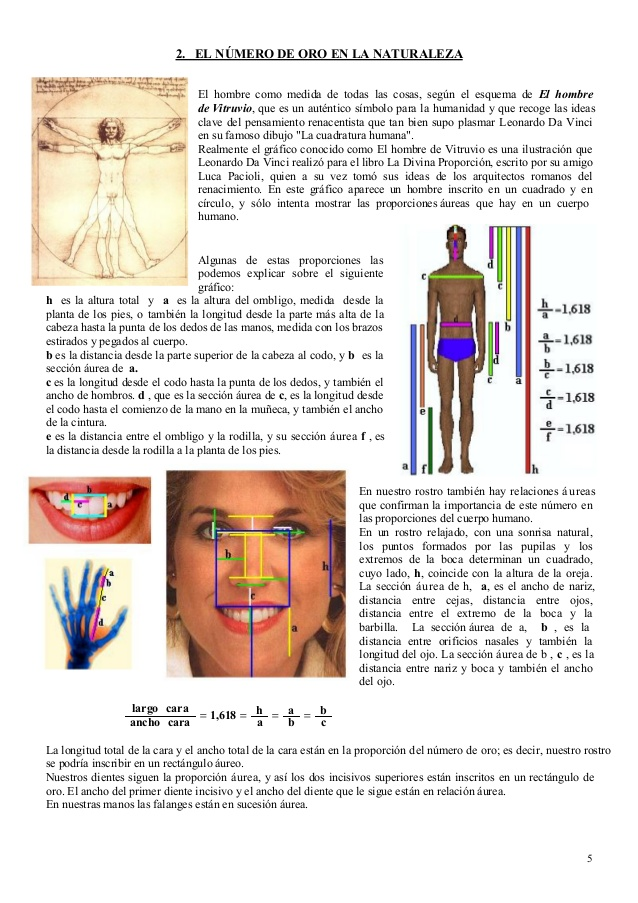 2. EL NÚMERO DE ORO EN LA NATURALEZA
El hombre como medida de todas las cosas, según el esquema de El hombre
de Vitruvio, que es un auténtico símbolo para la humanidad y que recoge las ideas
clave del pensamiento renacentista que tan bien supo plasmar Leonardo Da Vinci
en su famoso dibujo "La cuadratura humana".
Realmente el gráfico conocido como El hombre de Vitruvio es una ilustración que
Leonardo Da Vinci realizó para el libro La Divina Proporción, escrito por su amigo
Luca Pacioli, quien a su vez tomó sus ideas de los arquitectos romanos del
renacimiento. En este gráfico aparece un hombre inscrito en un cuadrado y en
círculo, y sólo intenta mostrar las proporciones áureas que hay en un cuerpo
humano.
Algunas de estas proporciones las
podemos explicar sobre el siguiente
gráfico:
h es la altura total y a es la altura del ombligo, medida desde la
planta de los pies, o también la longitud desde la parte más alta de la
cabeza hasta la punta de los dedos de las manos, medida con los brazos
estirados y pegados al cuerpo.
b es la distancia desde la parte superior de la cabeza al codo, y b es la
sección áurea de a.
c es la longitud desde el codo hasta la punta de los dedos, y también el
ancho de hombros. d , que es la sección áurea de c, es la longitud desde
el codo hasta el comienzo de la mano en la muñeca, y también el ancho
de la cintura.
e es la distancia entre el ombligo y la rodilla, y su sección áurea f , es
la distancia desde la rodilla a la planta de los pies.
c
d
c
b
d
d
c
a
e
a
f
h
h/a =1,618
a/b =1,618
b/c =1,618
c/d =1,618
e/f =1,618
b
d
c
a
a
b
c
d
b
h
c
a
En nuestro rostro también hay relaciones áureas
que confirman la importancia de este número en
las proporciones del cuerpo humano.
En un rostro relajado, con una sonrisa natural,
los puntos formados por las pupilas y los
extremos de la boca determinan un cuadrado,
cuyo lado, h, coincide con la altura de la oreja.
La sección áurea de h, a, es el ancho de nariz,
distancia entre cejas, distancia entre ojos,
distancia entre el extremo de la boca y la
barbilla. La sección áurea de a, b , es la
distancia entre orificios nasales y también la
longitud del ojo. La sección áurea de b , c , es la
distancia entre nariz y boca y también el ancho
del ojo.
largo cara / ancho cara = 1,618 = h/a = a/b = b/c
La longitud total de la cara y el ancho total de la cara están en la proporción del número de oro; es decir, nuestro rostro
se podría inscribir en un rectángulo áureo.
Nuestros dientes siguen la proporción áurea, y así los dos incisivos superiores están inscritos en un rectángulo de
oro. El ancho del primer diente incisivo y el ancho del diente que le sigue están en relación áurea.
En nuestras manos las falanges están en sucesión áurea.
5